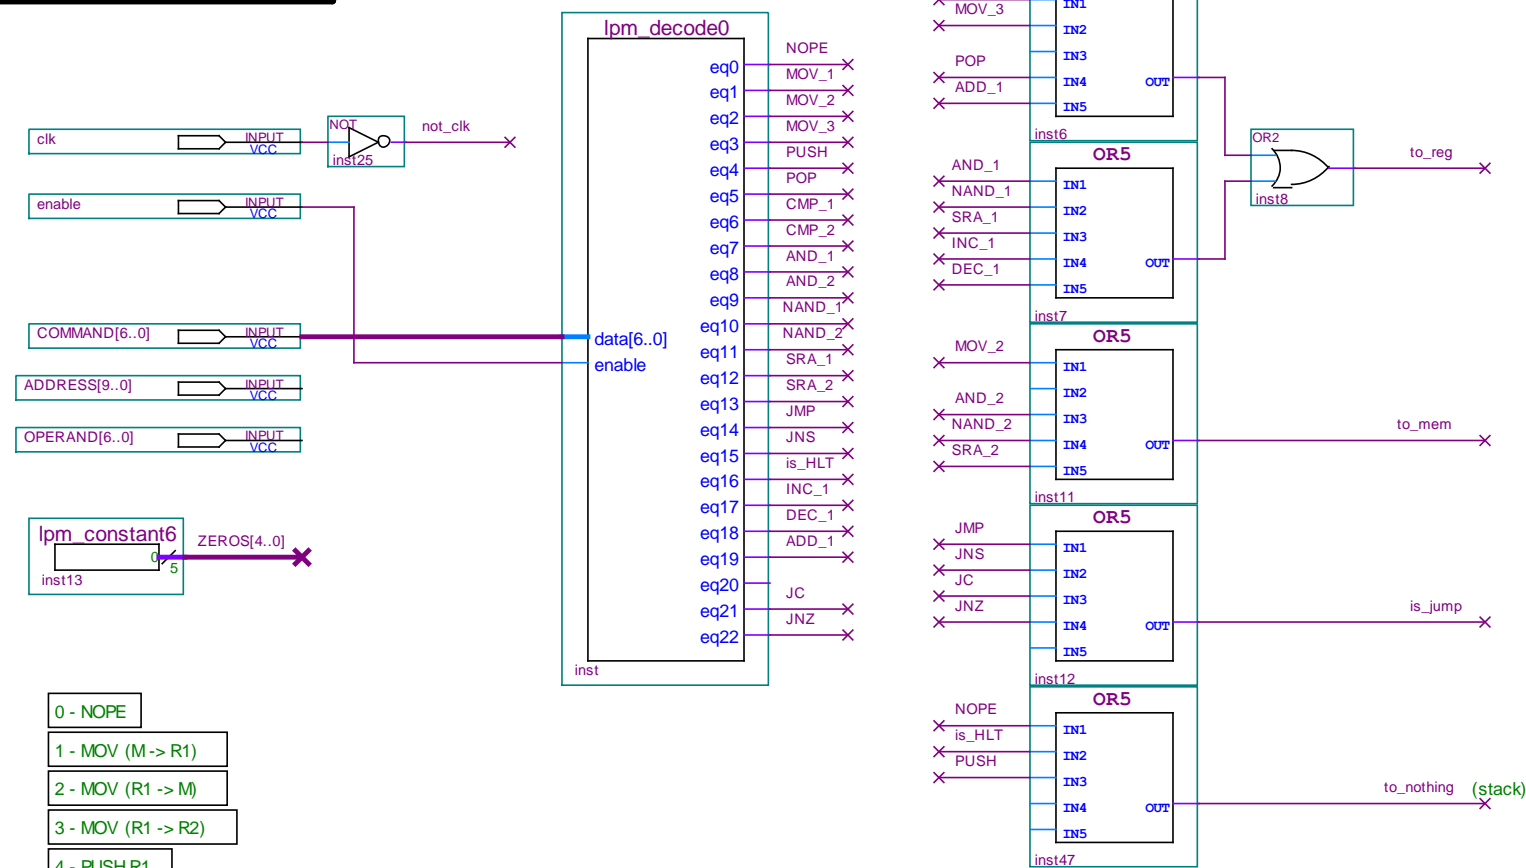 clk
INPUT
VCC
NOT
inst25
not_clk
enable
INPUT
VCC
COMMAND[6..0]
INPUT
VCC
ADDRESS[9..0]
INPUT
VCC
OPERAND[6..0]
INPUT
VCC
lpm_constant6
0
5
ZEROS[4..0]
inst13
0 - NOPE
1 - MOV (M -> R1)
2 - MOV (R1 -> M)
3 - MOV (R1 -> R2)
4 - PUSH R1
lpm_decode0
data[6..0]
enable
eq0 NOPE
eq1 MOV_1
eq2 MOV_2
eq3 MOV_3
eq4 PUSH
eq5 POP
eq6 CMP_1
eq7 CMP_2
eq8 AND_1
eq9 AND_2
eq10 NAND_1
eq11 NAND_2
eq12 SRA_1
eq13 SRA_2
eq14 JMP
eq15 JNS
eq16 is_HLT
eq17 INC_1
eq18 DEC_1
eq19 ADD_1
eq20
eq21 JC
eq22 JNZ
inst
IN1
MOV_3 IN2
IN3
POP IN4 OUT
ADD_1 IN5
inst6
OR5
AND_1 IN1
NAND_1 IN2
SRA_1 IN3
INC_1 IN4 OUT
DEC_1 IN5
inst7
OR2
inst8
to_reg
OR5
MOV_2 IN1
IN2
AND_2 IN3
NAND_2 IN4 OUT to_mem
SRA_2 IN5
inst11
OR5
JMP IN1
JNS IN2
JC IN3
JNZ IN4 OUT is_jump
IN5
inst12
OR5
NOPE IN1
is_HLT IN2
PUSH IN3
IN4 OUT to_nothing (stack)
IN5
inst47